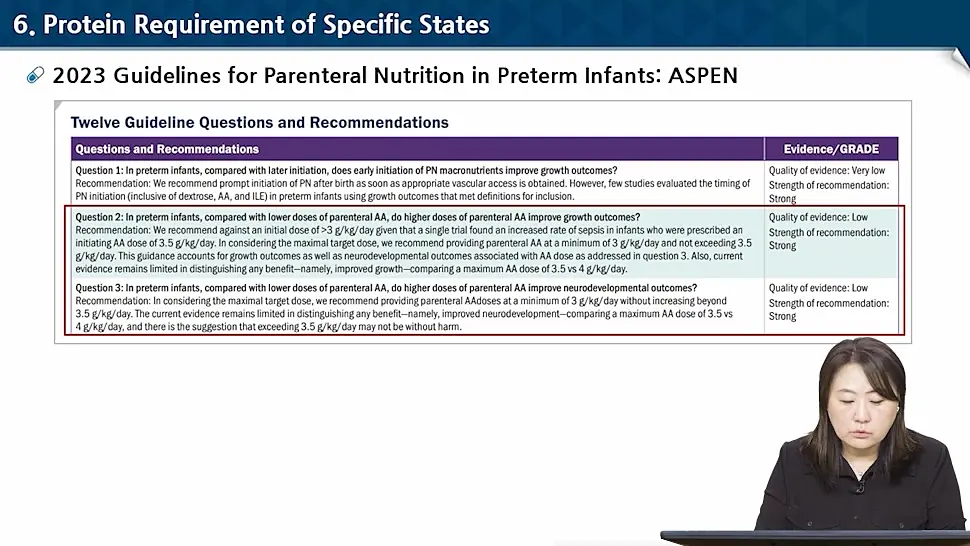 6. Protein Requirement of Specific States
2023 Guidelines for Parenteral Nutrition in Preterm Infants: ASPEN
Twelve Guideline Questions and Recommendations
Questions and Recommendations
Evidence/GRADE
Question 1: In preterm infants, compared with later initiation, does early initiation of PN macronutrients improve growth outcomes?
Recommendation: We recommend prompt initiation of PN after birth as soon as appropriate vascular access is obtained. However, few studies evaluated the timing of
PN initiation (inclusive of dextrose, AA, and ILE) in preterm infants using growth outcomes that met definitions for inclusion.
Quality of evidence: Very low
Strength of recommendation:
Strong
Question 2: In preterm infants, compared with lower doses of parenteral AA, do higher doses of parenteral AA improve growth outcomes?
Recommendation: We recommend against an initial dose of >3 g/kg/day given that a single trial found an increased rate of sepsis in infants who were prescribed an
initiating AA dose of 3.5 g/kg/day. In considering the maximal target dose, we recommend providing parenteral AA at a minimum of 3 g/kg/day and not exceeding 3.5
g/kg/day. This guidance accounts for growth outcomes as well as neurodevelopmental outcomes associated with AA dose as addressed in question 3. Also, current
evidence remains limited in distinguishing any benefit—namely, improved growth—comparing a maximum AA dose of 3.5 vs 4 g/kg/day.
Quality of evidence: Low
Strength of recommendation:
Strong
Question 3: In preterm infants, compared with lower doses of parenteral AA, do higher doses of parenteral AA improve neurodevelopmental outcomes?
Recommendation: In considering the maximal target dose, we recommend providing parenteral AAdoses at a minimum of 3 g/kg/day without increasing beyond
3.5 g/kg/day. The current evidence remains limited in distinguishing any benefit—namely, improved neurodevelopment—comparing a maximum AA dose of 3.5 vs
4 g/kg/day, and there is the suggestion that exceeding 3.5 g/kg/day may not be without harm.
Quality of evidence: Low
Strength of recommendation:
Strong